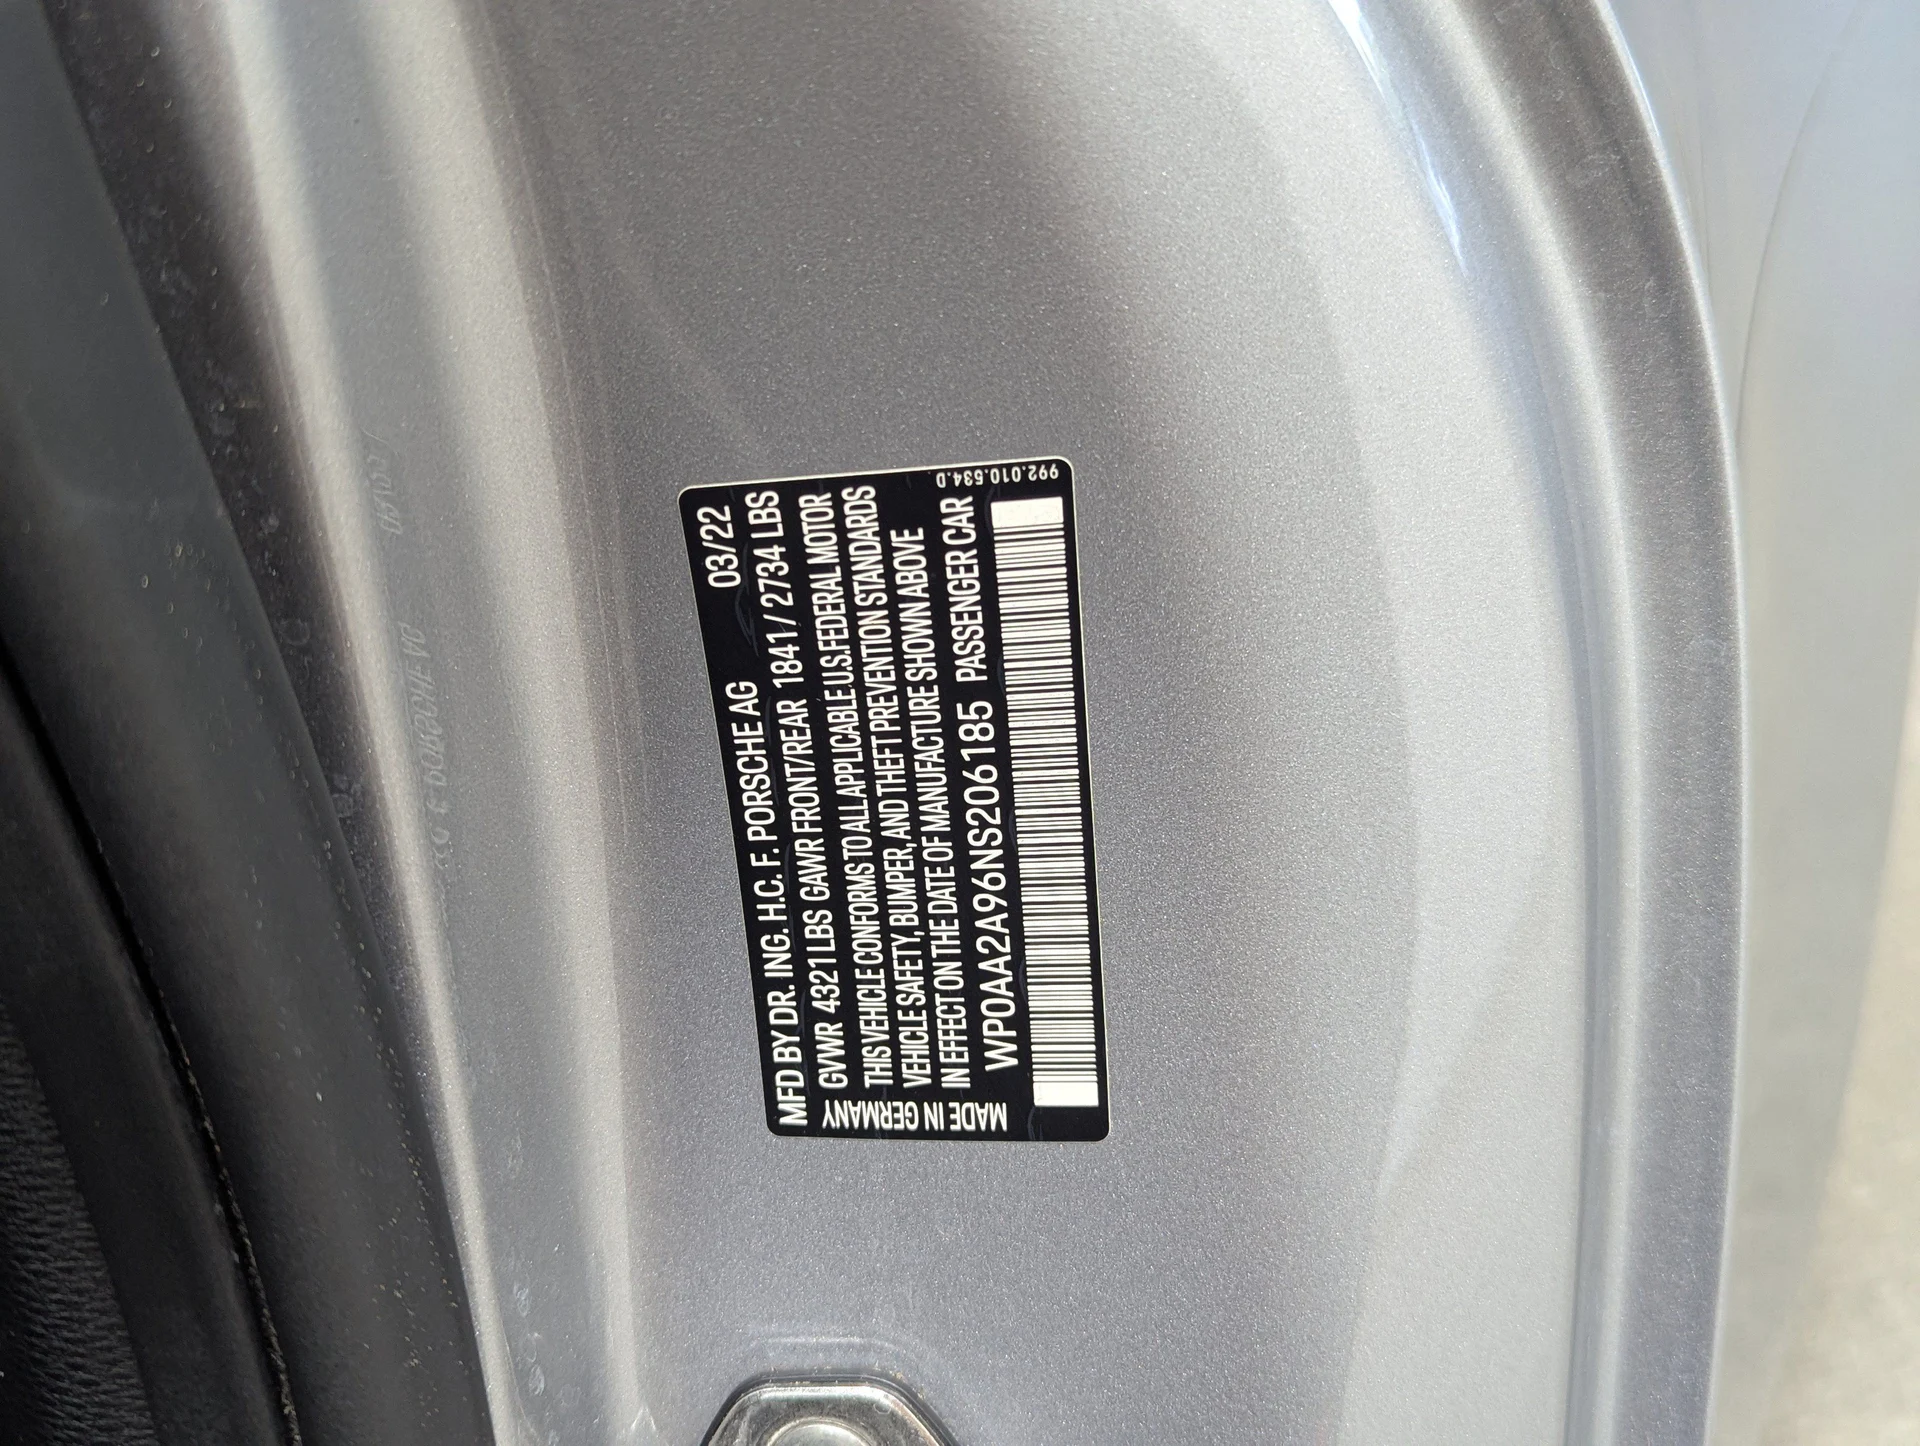 MFD BY DR. ING. H.C. F. PORSCHE AG 03/22
GVWR 4321 LBS GAWR FRONT/REAR 1841/2734 LBS
THIS VEHICLE CONFORMS TO ALL APPLICABLE U.S. FEDERAL MOTOR
VEHICLE SAFETY, BUMPER, AND THEFT PREVENTION STANDARDS
IN EFFECT ON THE DATE OF MANUFACTURE SHOWN ABOVE
WP0AA2A96NS206185 PASSENGER CAR
MADE IN GERMANY
992.010.534.D